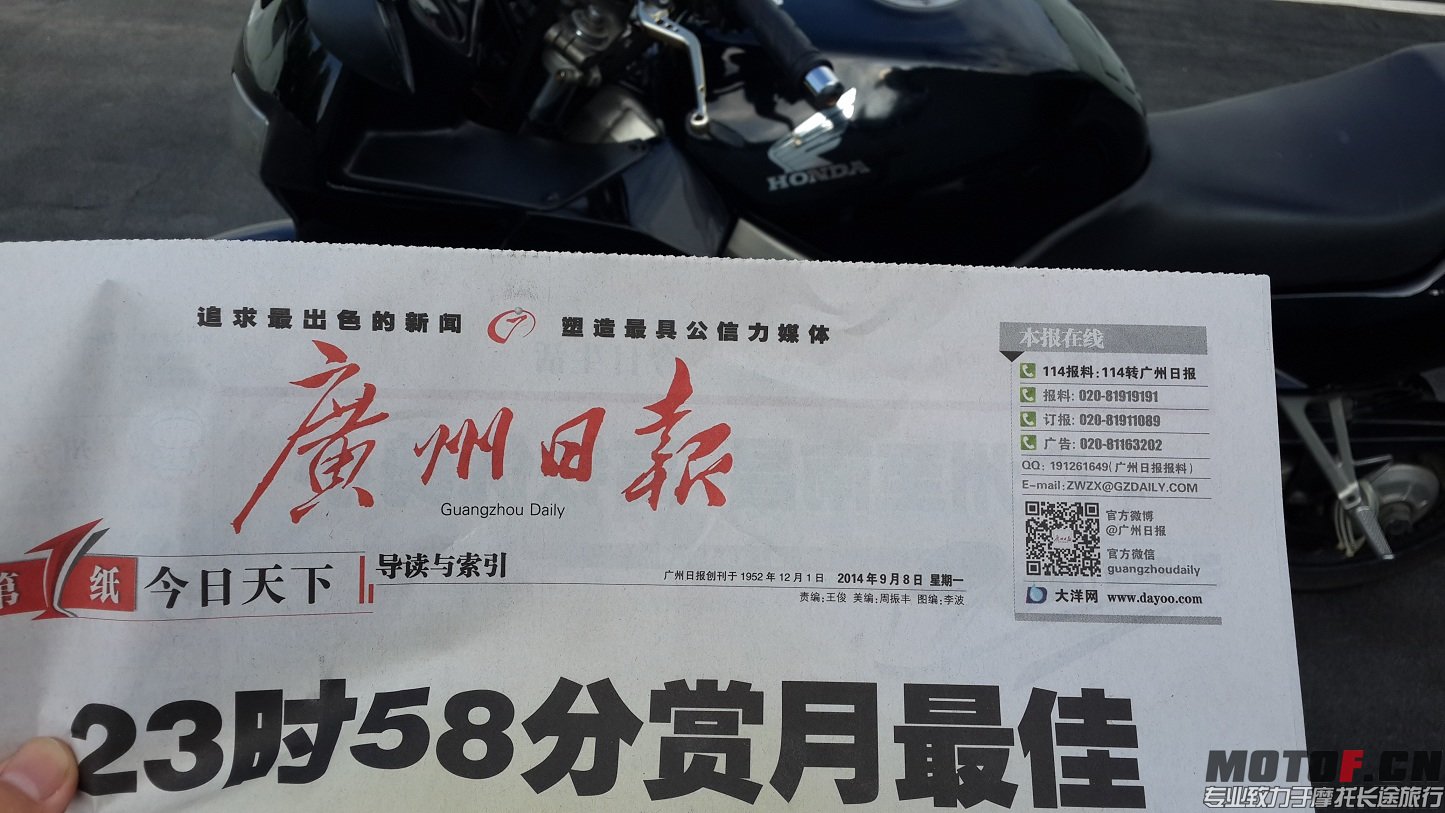 HONDA
追求最出色的新闻 塑造最具公信力媒体
廣州日報
Guangzhou Daily
第1纸 今日天下 导读与索引
广州日报创刊于1952年12月1日 2014年9月8日 星期一
责编:王俊 美编:周振丰 图编:李波
本报在线
114报料:114转广州日报
报料: 020-81919191
订报: 020-81911089
广告: 020-81163202
QQ: 191261649(广州日报报料)
E-mail:ZWZX@GZDAILY.COM
官方微博
@广州日报
官方微信
guangzhoudaily
大洋网 www.dayoo.com
23时58分赏月最佳
MOTOF.CN
专业致力于摩托长途旅行